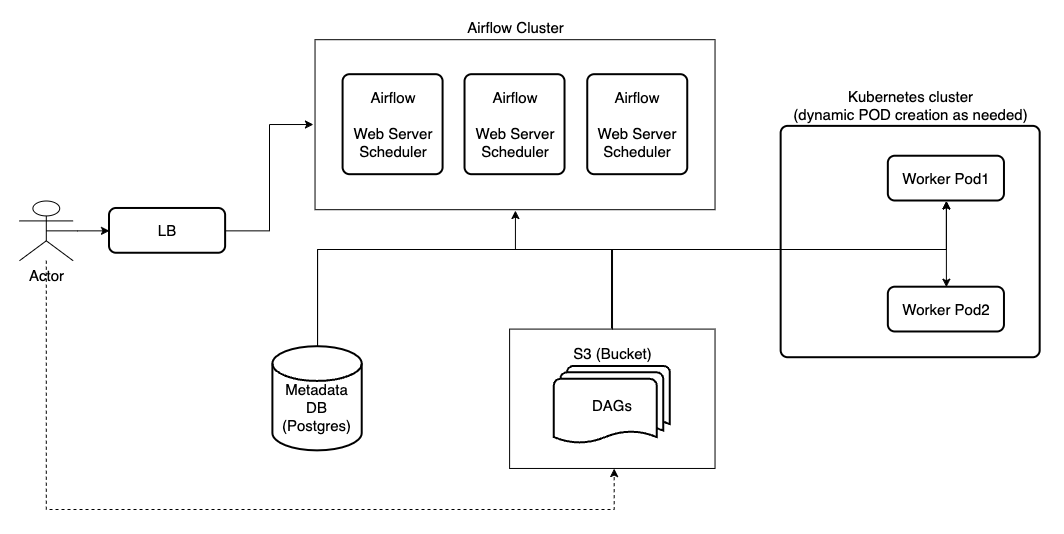 Airflow Cluster
Airflow
Web Server
Scheduler
Airflow
Web Server
Scheduler
Airflow
Web Server
Scheduler
Kubernetes cluster
(dynamic POD creation as needed)
Worker Pod1
LB
Actor
Worker Pod2
S3 (Bucket)
DAGs
Metadata
DB
(Postgres)